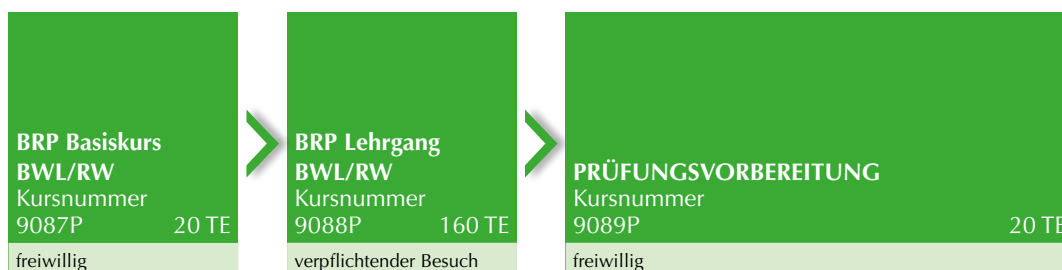 BRP Basiskurs
BWL/RW
Kursnummer
9087P 20 TE
freiwillig
BRP Lehrgang
BWL/RW
Kursnummer
9088P 160 TE
verpflichtender Besuch
PRÜFUNGSVORBEREITUNG
Kursnummer
9089P 20 TE
freiwillig